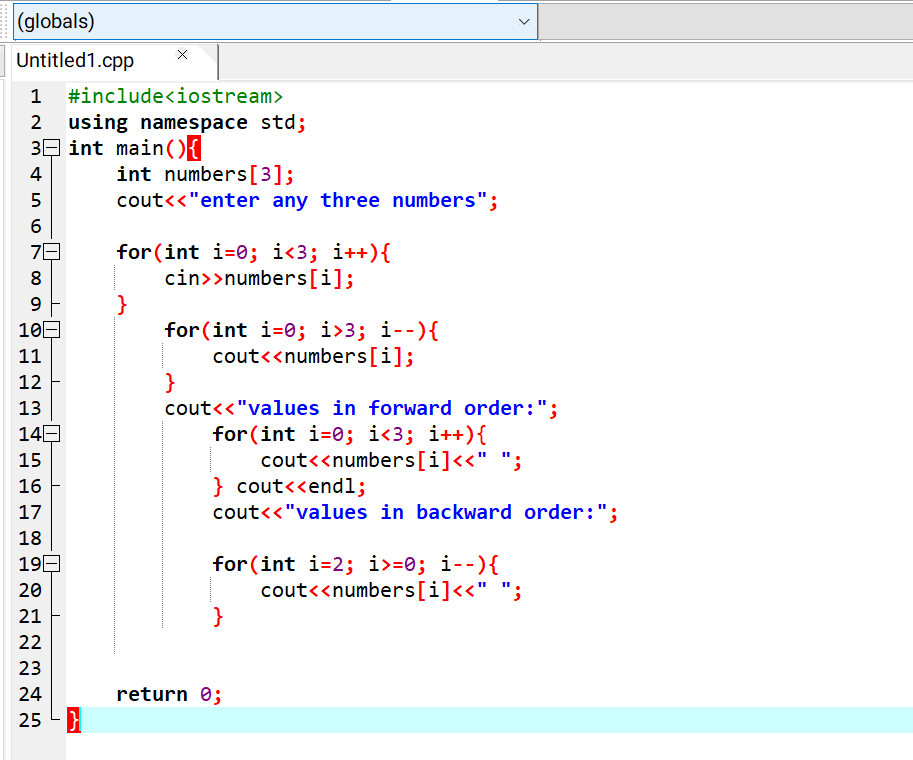 (globals)
Untitled1.cpp
1 #include<iostream>
2 using namespace std;
3 int main(){
4     int numbers[3];
5     cout<<"enter any three numbers";
6
7     for(int i=0; i<3; i++){
8         cin>>numbers[i];
9     }
10         for(int i=0; i>3; i--){
11             cout<<numbers[i];
12         }
13         cout<<"values in forward order:";
14             for(int i=0; i<3; i++){
15                 cout<<numbers[i]<<" ";
16             } cout<<endl;
17             cout<<"values in backward order:";
18
19             for(int i=2; i>=0; i--){
20                 cout<<numbers[i]<<" ";
21             }
22
23
24     return 0;
25 }